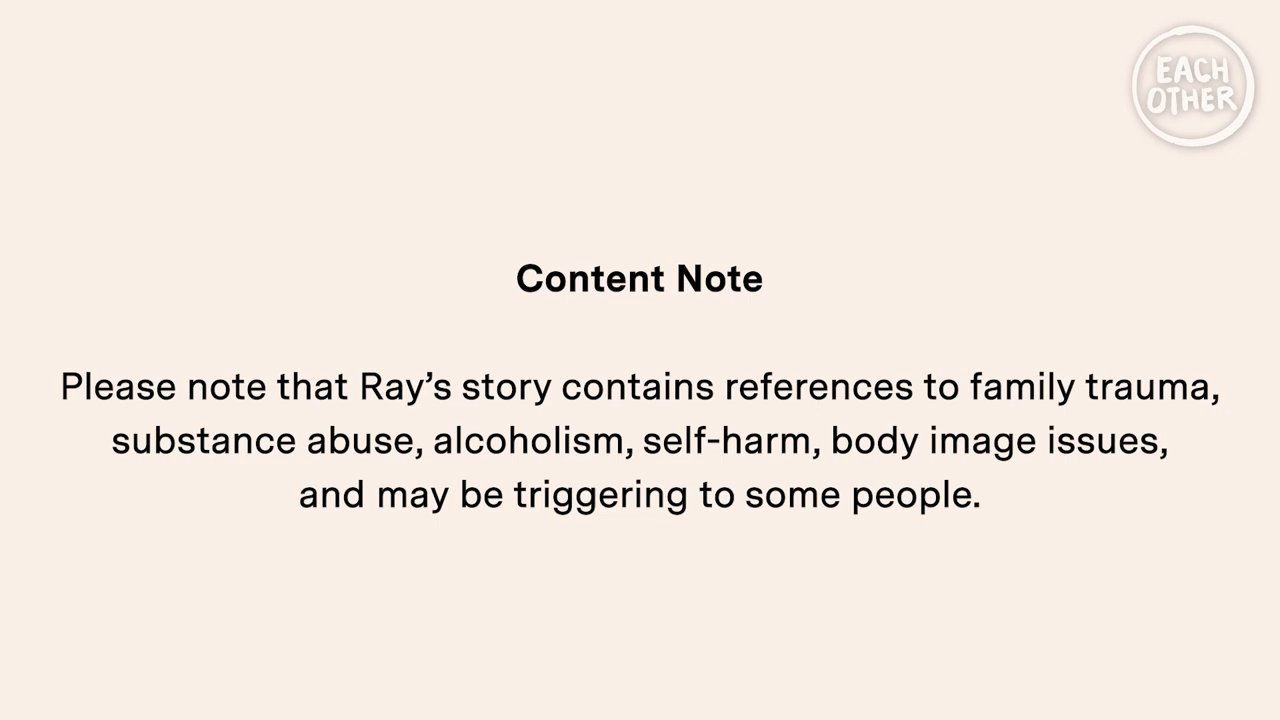 EACH
OTHER
Content Note
Please note that Ray’s story contains references to family trauma,
substance abuse, alcoholism, self-harm, body image issues,
and may be triggering to some people.